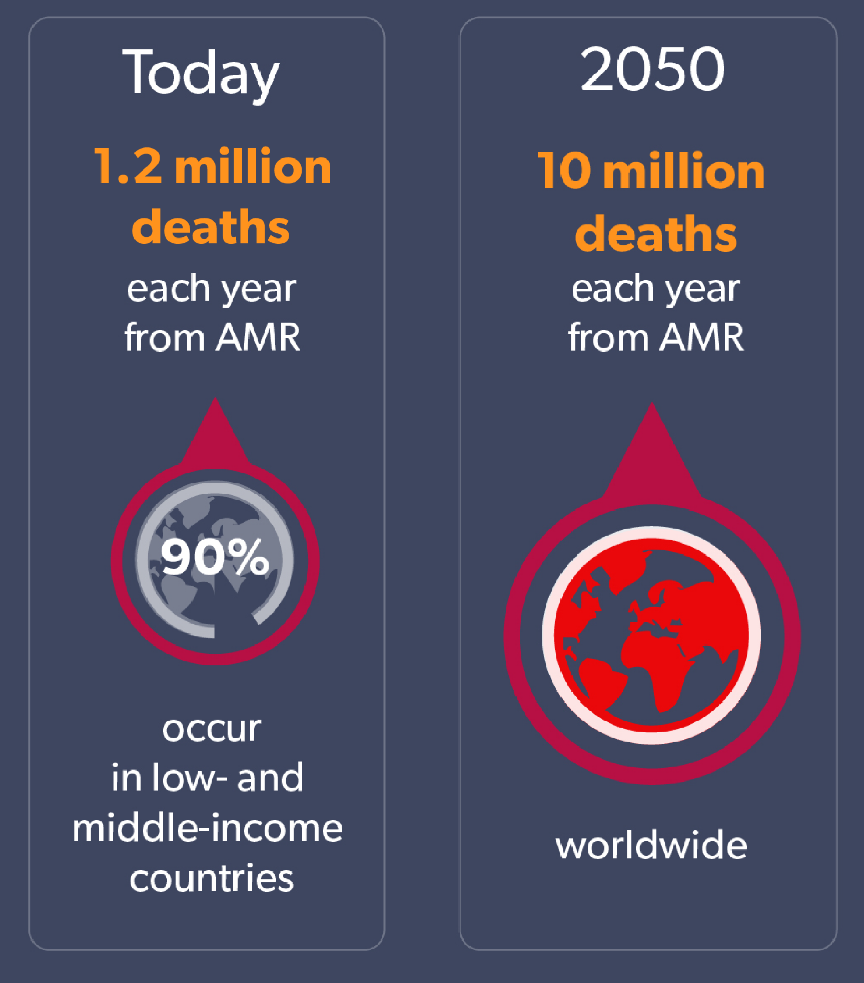 Today
1.2 million
deaths
each year
from AMR
90%
occur
in low- and
middle-income
countries
2050
10 million
deaths
each year
from AMR
worldwide